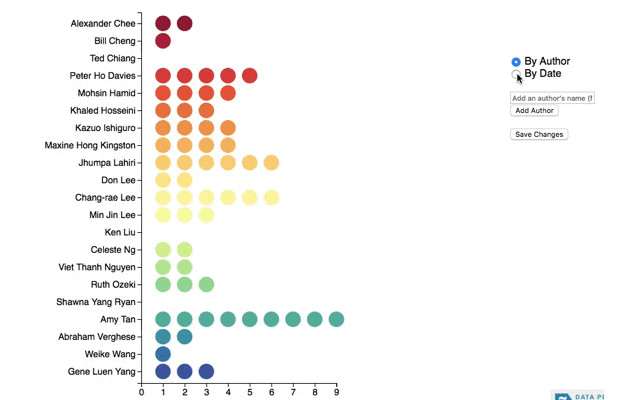 Alexander Chee
Bill Cheng
Ted Chiang
Peter Ho Davies
Mohsin Hamid
Khaled Hosseini
Kazuo Ishiguro
Maxine Hong Kingston
Jhumpa Lahiri
Don Lee
Chang-rae Lee
Min Jin Lee
Ken Liu
Celeste Ng
Viet Thanh Nguyen
Ruth Ozeki
Shawna Yang Ryan
Amy Tan
Abraham Verghese
Weike Wang
Gene Luen Yang
0 1 2 3 4 5 6 7 8 9
By Author
By Date
Add an author's name (f
Add Author
Save Changes
DATA